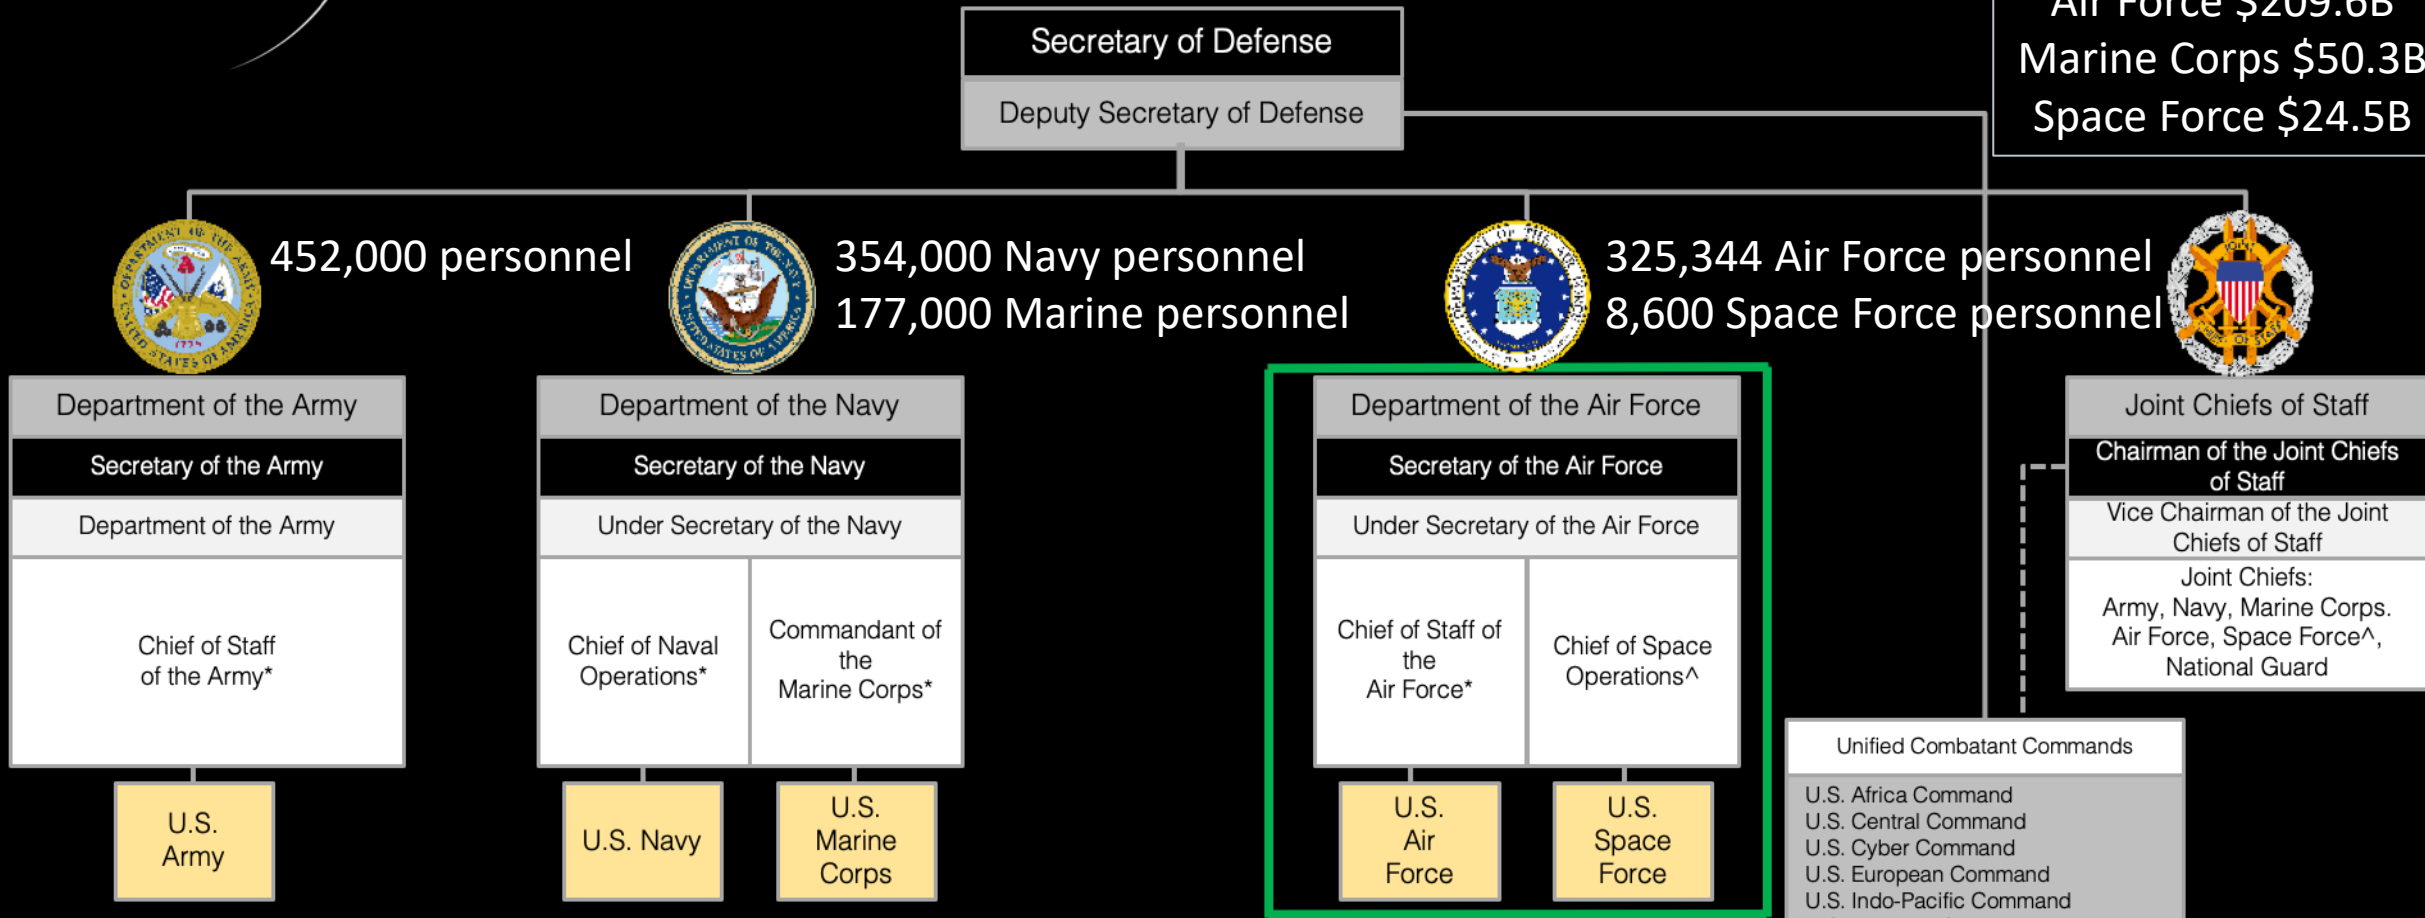 Secretary of Defense
Deputy Secretary of Defense
Air Force $209.6B
Marine Corps $50.3B
Space Force $24.5B
452,000 personnel
354,000 Navy personnel
177,000 Marine personnel
325,344 Air Force personnel
8,600 Space Force personnel
Department of the Army
Secretary of the Army
Department of the Army
Chief of Staff
of the Army*
U.S.
Army
Department of the Navy
Secretary of the Navy
Under Secretary of the Navy
Chief of Naval
Operations*
Commandant of
the
Marine Corps*
U.S. Navy
U.S.
Marine
Corps
Department of the Air Force
Secretary of the Air Force
Under Secretary of the Air Force
Chief of Staff of
the
Air Force*
Chief of Space
Operations^
U.S.
Air
Force
U.S.
Space
Force
Joint Chiefs of Staff
Chairman of the Joint Chiefs
of Staff
Vice Chairman of the Joint
Chiefs of Staff
Joint Chiefs:
Army, Navy, Marine Corps.
Air Force, Space Force^,
National Guard
Unified Combatant Commands
U.S. Africa Command
U.S. Central Command
U.S. Cyber Command
U.S. European Command
U.S. Indo-Pacific Command